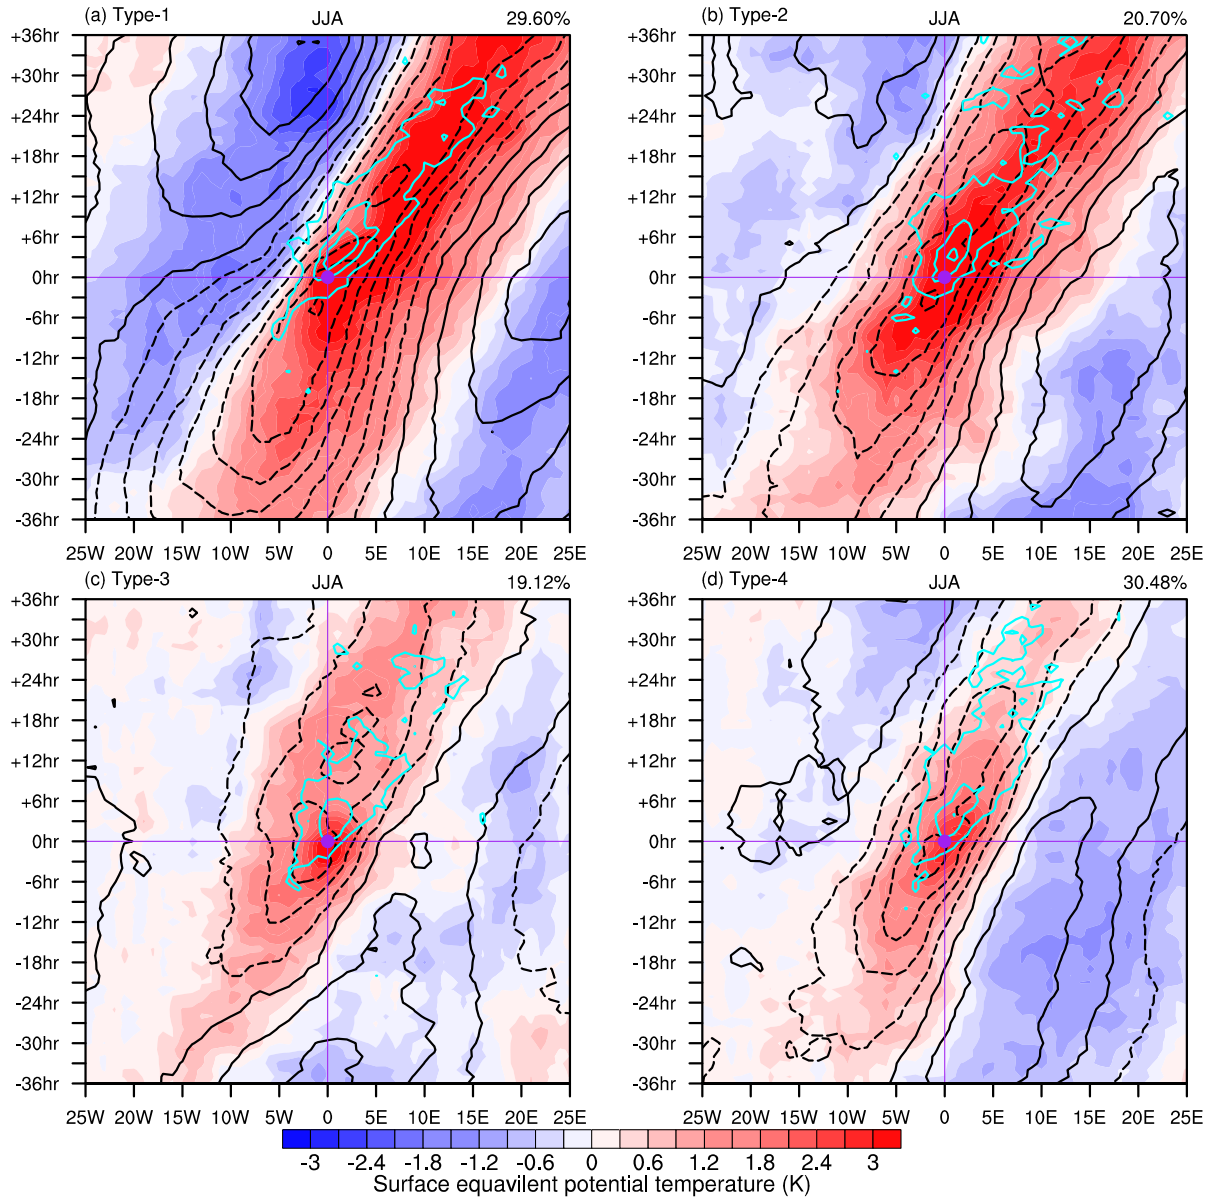 (a) Type-1 JJA 29.60% (b) Type-2 JJA 20.70%
+36hr +36hr
+30hr +30hr
+24hr +24hr
+18hr +18hr
+12hr +12hr
+6hr +6hr
0hr 0hr
-6hr -6hr
-12hr -12hr
-18hr -18hr
-24hr -24hr
-30hr -30hr
-36hr -36hr
25W 20W 15W 10W 5W 0 5E 10E 15E 20E 25E 25W 20W 15W 10W 5W 0 5E 10E 15E 20E 25E
(c) Type-3 JJA 19.12% (d) Type-4 JJA 30.48%
+36hr +36hr
+30hr +30hr
+24hr +24hr
+18hr +18hr
+12hr +12hr
+6hr +6hr
0hr 0hr
-6hr -6hr
-12hr -12hr
-18hr -18hr
-24hr -24hr
-30hr -30hr
-36hr -36hr
25W 20W 15W 10W 5W 0 5E 10E 15E 20E 25E 25W 20W 15W 10W 5W 0 5E 10E 15E 20E 25E
-3 -2.4 -1.8 -1.2 -0.6 0 0.6 1.2 1.8 2.4 3
Surface equavilent potential temperature (K)